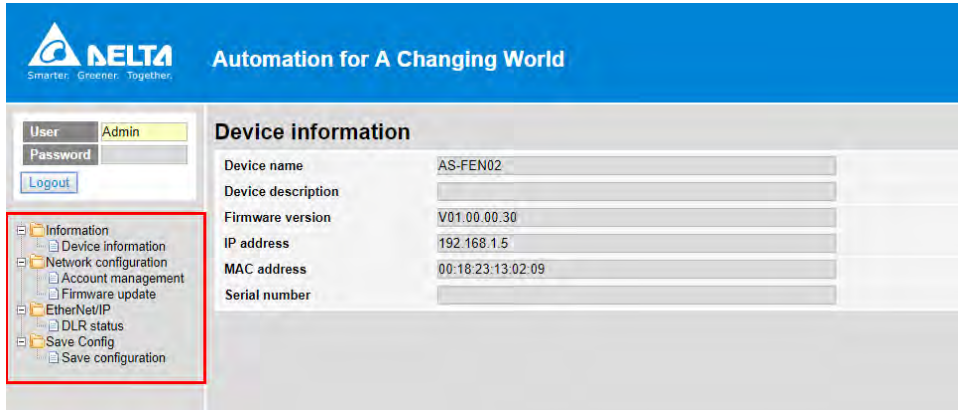 DELTA
Smarter. Greener. Together.
Automation for A Changing World
User Admin
Password
Logout
Information
Device information
Network configuration
Account management
Firmware update
EtherNet/IP
DLR status
Save Config
Save configuration
Device information
Device name AS-FEN02
Device description
Firmware version V01.00.00.30
IP address 192.168.1.5
MAC address 00:18:23:13:02:09
Serial number